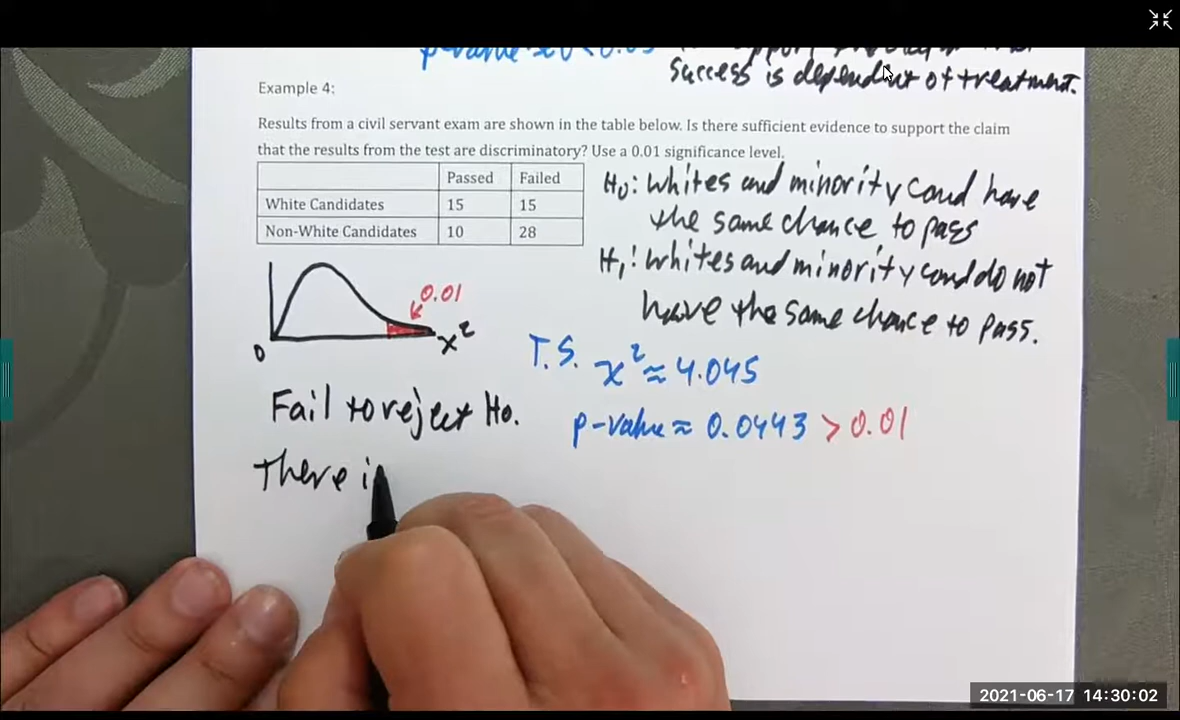 success is dependent of treatment.
Example 4:
Results from a civil servant exam are shown in the table below. Is there sufficient evidence to support the claim
that the results from the test are discriminatory? Use a 0.01 significance level.
Passed Failed
White Candidates 15 15
Non-White Candidates 10 28
H0: Whites and minority cand have
the same chance to pass
H1: Whites and minority cand do not
have the same chance to pass.
0.01
0
x²
T.S. x² ≈ 4.045
p-value ≈ 0.0443 > 0.01
Fail to reject Ho.
There i
2021-06-17 14:30:02